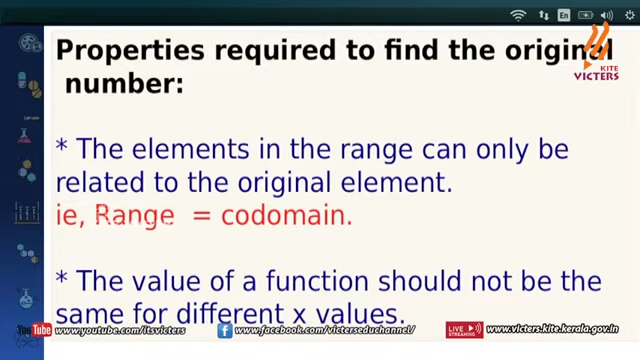 En
Properties required to find the original
number:
KITE
VICTERS
* The elements in the range can only be
related to the original element.
ie, Range = codomain.
* The value of a function should not be the
same for different x values.
YouTube www.youtube.com/itsvicters
www.facebook.com/victerseduchannel/
LIVE STREAMING www.victers.kite.kerala.gov.in